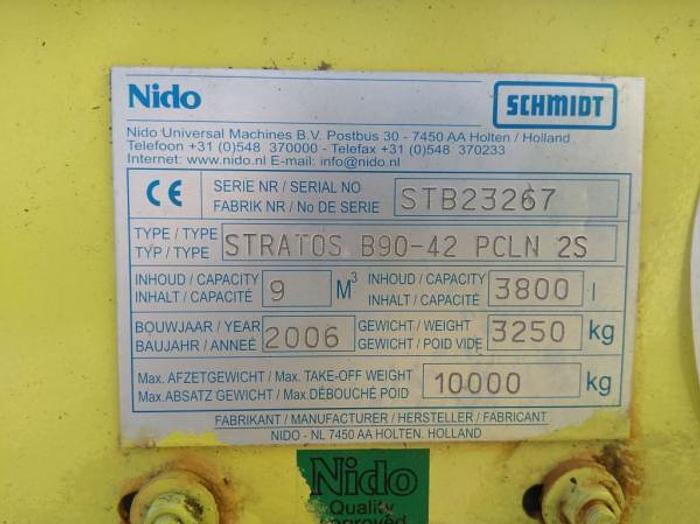 Nido SCHMIDT
Nido Universal Machines B.V. Postbus 30 - 7450 AA Holten / Holland
Telefoon +31 (0)548 370000 - Telefax +31 (0)548 370233
Internet: www.nido.nl E-mail: info@nido.nl
CE
SERIE NR / SERIAL NO
FABRIK NR / No DE SERIE
STB23267
TYPE / TYPE
TYP / TYPE
STRATOS B90-42 PCLN 2S
INHOUD / CAPACITY
INHALT / CAPACITÉ
9 M³
INHOUD / CAPACITY
INHALT / CAPACITÉ
3800 l
BOUWJAAR / YEAR
BAUJAHR / ANNEÉ
2006
GEWICHT / WEIGHT
GEWICHT / POID VIDE
3250 kg
Max. AFZETGEWICHT / Max. TAKE-OFF WEIGHT
Max. ABSATZ GEWICHT / Max. DÉBOUCHÉ POID
10000 kg
FABRIKANT / MANUFACTURER / HERSTELLER / FABRICANT
NIDO - NL 7450 AA HOLTEN, HOLLAND
Nido
Quality
approved